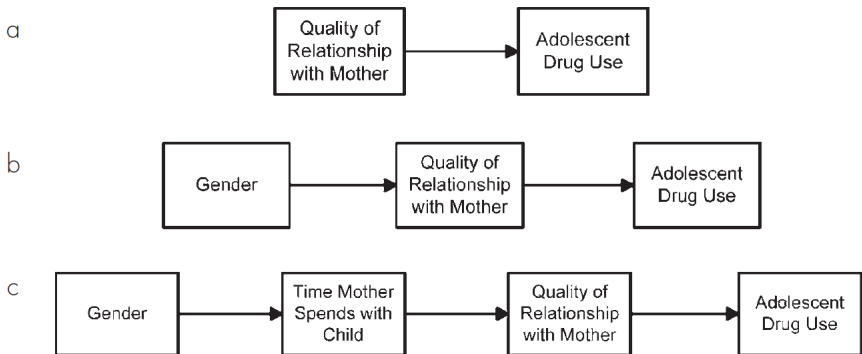 a
Quality of
Relationship
with Mother
Adolescent
Drug Use
b
Gender
Quality of
Relationship
with Mother
Adolescent
Drug Use
c
Gender
Time Mother
Spends with
Child
Quality of
Relationship
with Mother
Adolescent
Drug Use